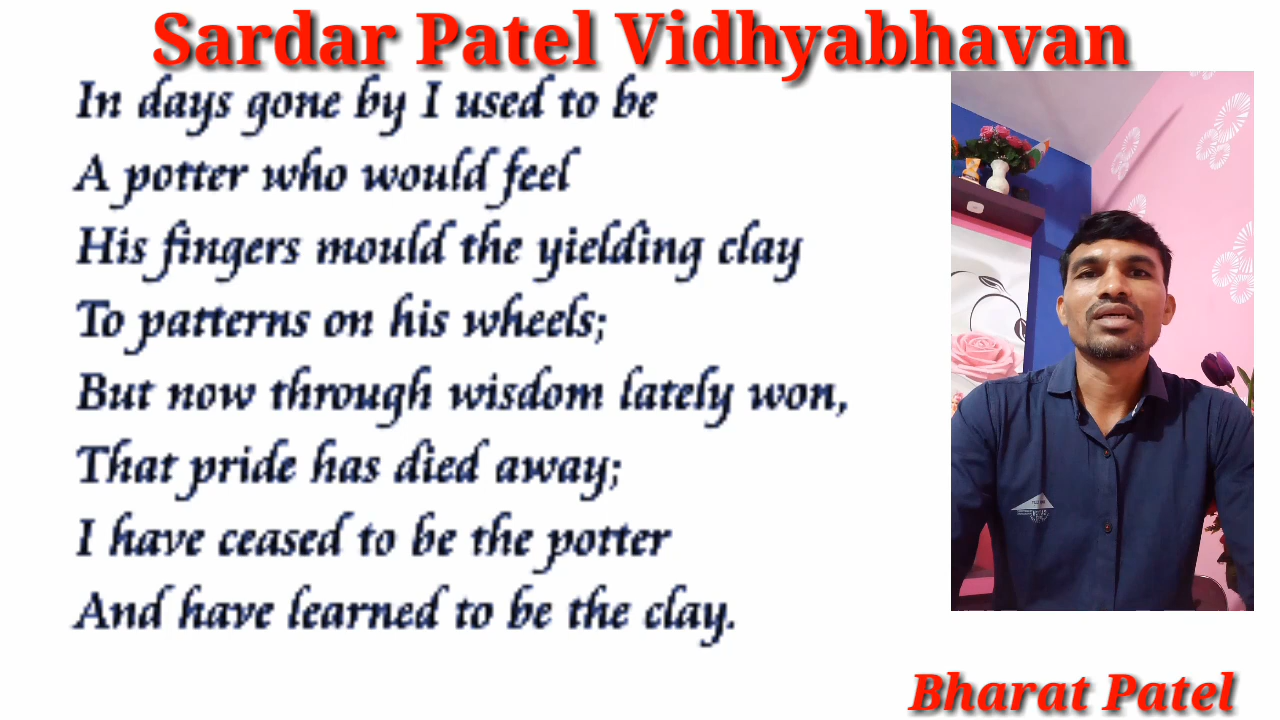 Sardar Patel Vidhyabhavan
In days gone by I used to be
A potter who would feel
His fingers mould the yielding clay
To patterns on his wheels;
But now through wisdom lately won,
That pride has died away;
I have ceased to be the potter
And have learned to be the clay.
Bharat Patel